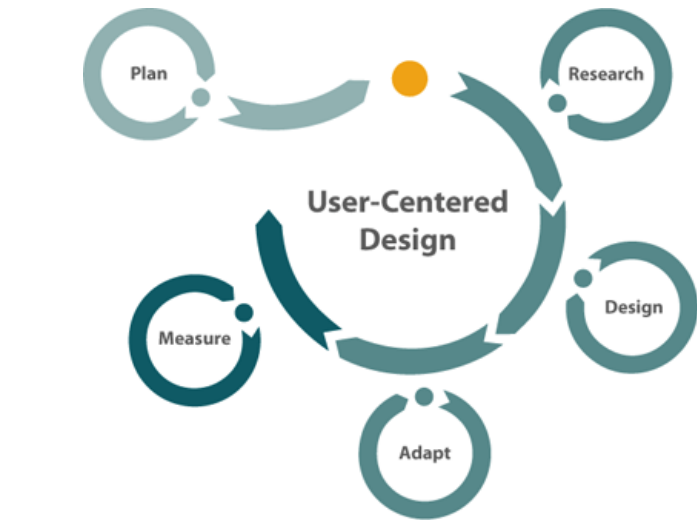 Plan
Research
User-Centered
Design
Design
Measure
Adapt